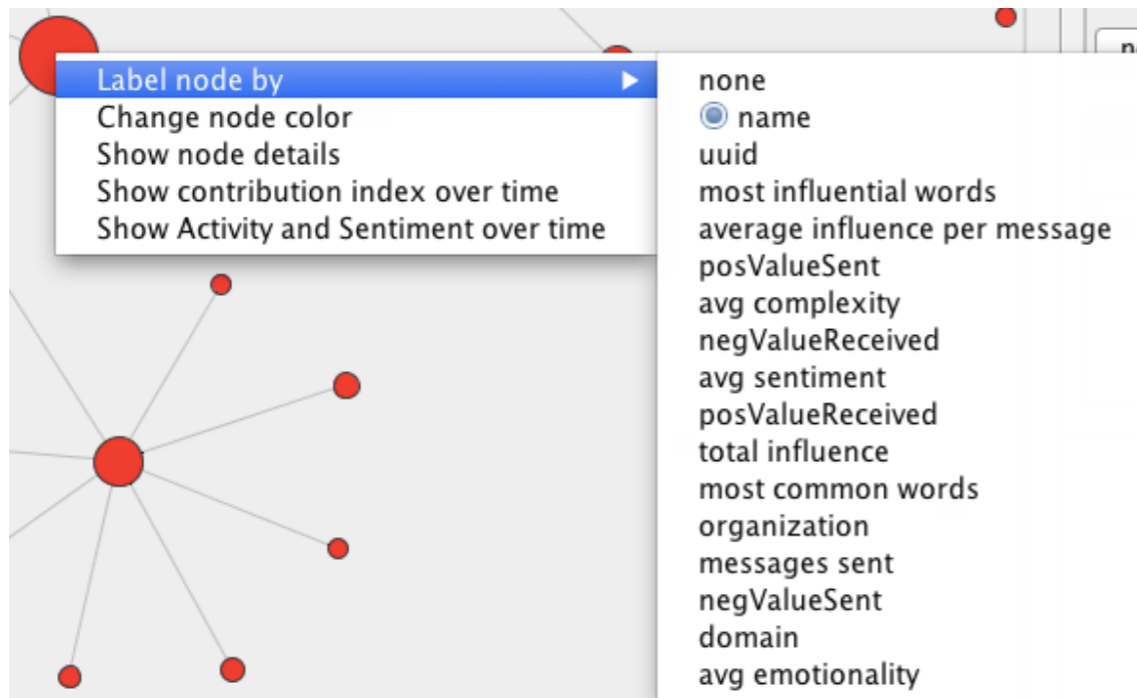 Label node by
Change node color
Show node details
Show contribution index over time
Show Activity and Sentiment over time
none
name
uuid
most influential words
average influence per message
posValueSent
avg complexity
negValueReceived
avg sentiment
posValueReceived
total influence
most common words
organization
messages sent
negValueSent
domain
avg emotionality